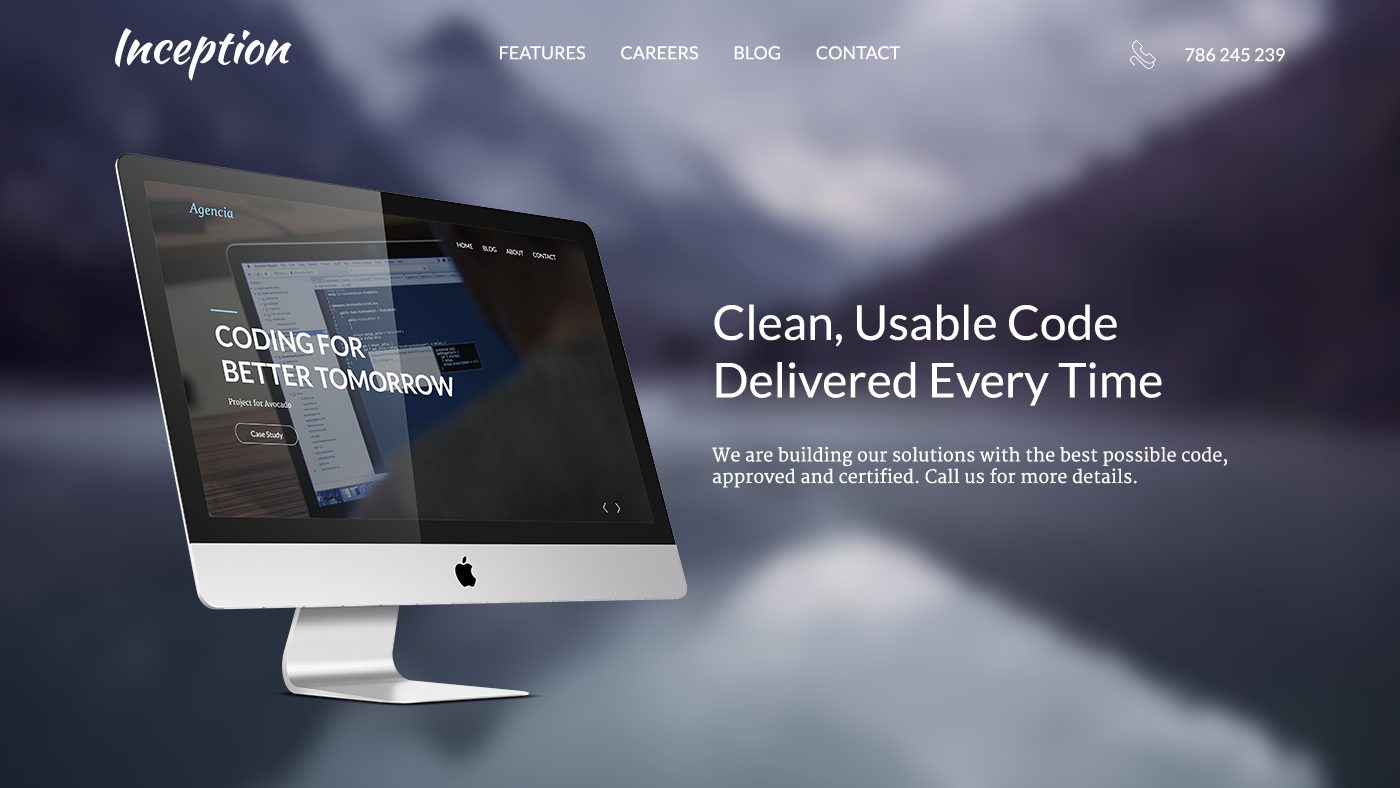 Inception
FEATURES CAREERS BLOG CONTACT
786 245 239
Agencia
HOME BLOG ABOUT CONTACT
CODING FOR
BETTER TOMORROW
Project for Avocado
Case Study
Clean, Usable Code
Delivered Every Time
We are building our solutions with the best possible code,
approved and certified. Call us for more details.